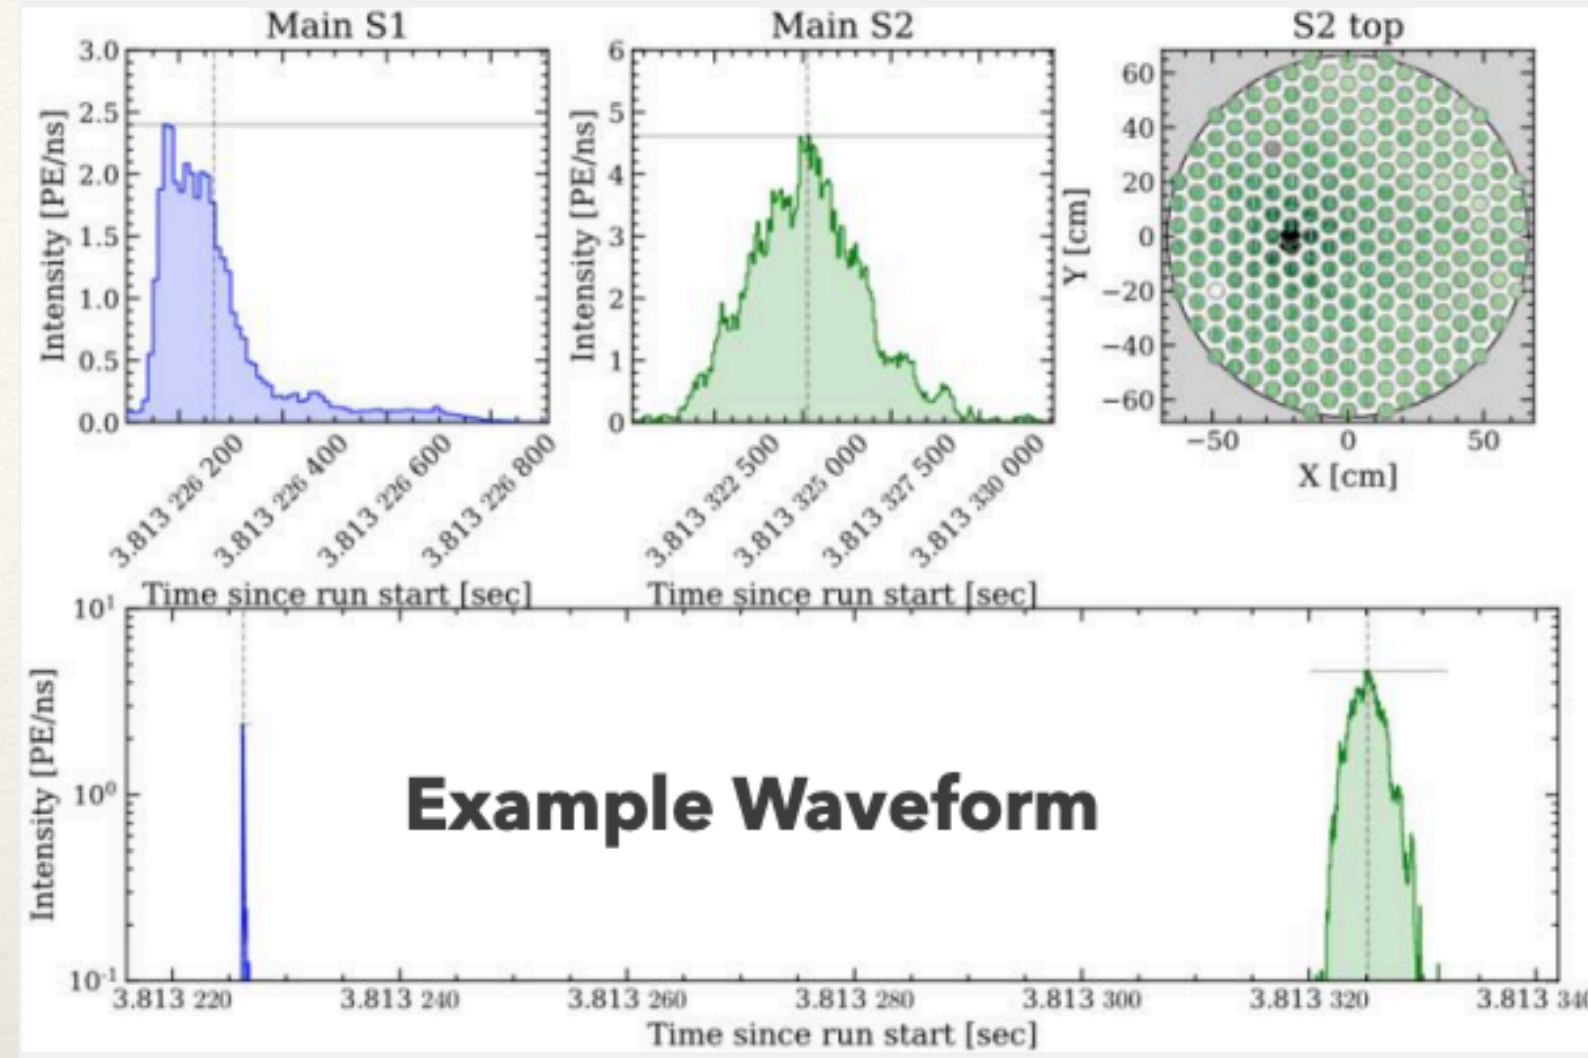 Main S1
Main S2
S2 top
Intensity [PE/ns]
3.0
2.5
2.0
1.5
1.0
0.5
0.0
3.813 226 200
3.813 226 400
3.813 226 600
3.813 226 800
Time since run start [sec]
Intensity [PE/ns]
6
5
4
3
2
1
0
3.813 322 500
3.813 325 000
3.813 327 500
3.813 330 000
Time since run start [sec]
Y [cm]
60
40
20
0
−20
−40
−60
−50
0
50
X [cm]
Intensity [PE/ns]
10¹
10⁰
10⁻¹
Example Waveform
3.813 220
3.813 240
3.813 260
3.813 280
3.813 300
3.813 320
3.813 340
Time since run start [sec]